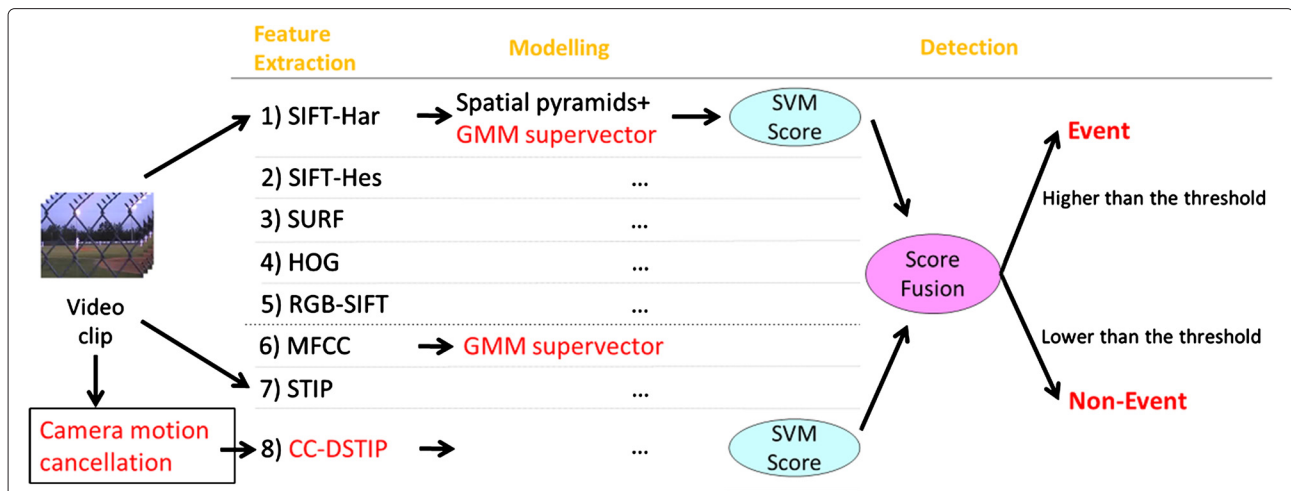 Feature
Extraction
Modelling
Detection
1) SIFT-Har
Spatial pyramids+
GMM supervector
SVM
Score
Event
2) SIFT-Hes
...
Higher than the threshold
3) SURF
...
4) HOG
...
Score
Fusion
5) RGB-SIFT
...
Video
clip
6) MFCC
GMM supervector
Lower than the threshold
7) STIP
...
Non-Event
Camera motion
cancellation
8) CC-DSTIP
...
SVM
Score